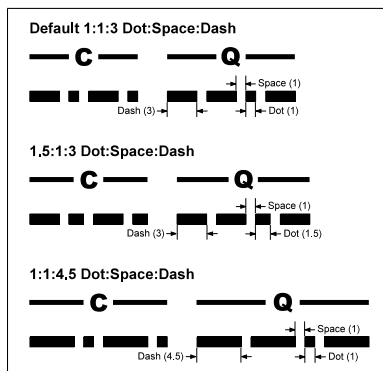 Default 1:1:3 Dot:Space:Dash
C Q
Space (1)
Dash (3) Dot (1)
1.5:1:3 Dot:Space:Dash
C Q
Space (1)
Dash (3) Dot (1.5)
1:1:4.5 Dot:Space:Dash
C Q
Space (1)
Dash (4.5) Dot (1)